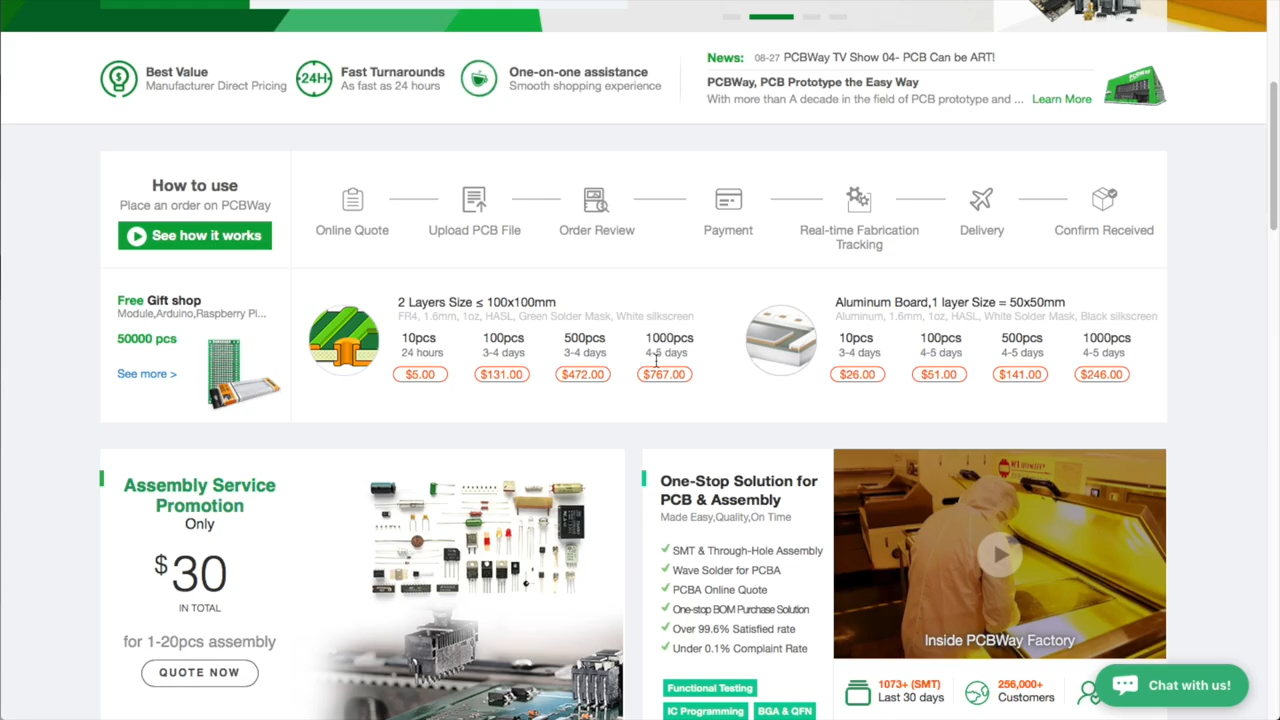 Best Value
Manufacturer Direct Pricing
24H
Fast Turnarounds
As fast as 24 hours
One-on-one assistance
Smooth shopping experience
News: 08-27 PCBWay TV Show 04- PCB Can be ART!
PCBWay, PCB Prototype the Easy Way
With more than A decade in the field of PCB prototype and ... Learn More
How to use
Place an order on PCBWay
See how it works
Online Quote
Upload PCB File
Order Review
Payment
Real-time Fabrication
Tracking
Delivery
Confirm Received
Free Gift shop
Module,Arduino,Raspberry Pi...
50000 pcs
See more >
2 Layers Size ≤ 100x100mm
FR4, 1.6mm, 1oz, HASL, Green Solder Mask, White silkscreen
10pcs 100pcs 500pcs 1000pcs
24 hours 3-4 days 3-4 days 4-5 days
$5.00 $131.00 $472.00 $767.00
Aluminum Board,1 layer Size = 50x50mm
Aluminum, 1.6mm, 1oz, HASL, White Solder Mask, Black silkscreen
10pcs 100pcs 500pcs 1000pcs
3-4 days 4-5 days 4-5 days 4-5 days
$26.00 $51.00 $141.00 $246.00
Assembly Service
Promotion
Only
$30
IN TOTAL
for 1-20pcs assembly
QUOTE NOW
One-Stop Solution for
PCB & Assembly
Made Easy,Quality,On Time
SMT & Through-Hole Assembly
Wave Solder for PCBA
PCBA Online Quote
One-stop BOM Purchase Solution
Over 99.6% Satisfied rate
Under 0.1% Complaint Rate
Functional Testing
IC Programming BGA & QFN
Inside PCBWay Factory
1073+ (SMT)
Last 30 days
256,000+
Customers
Chat with us!